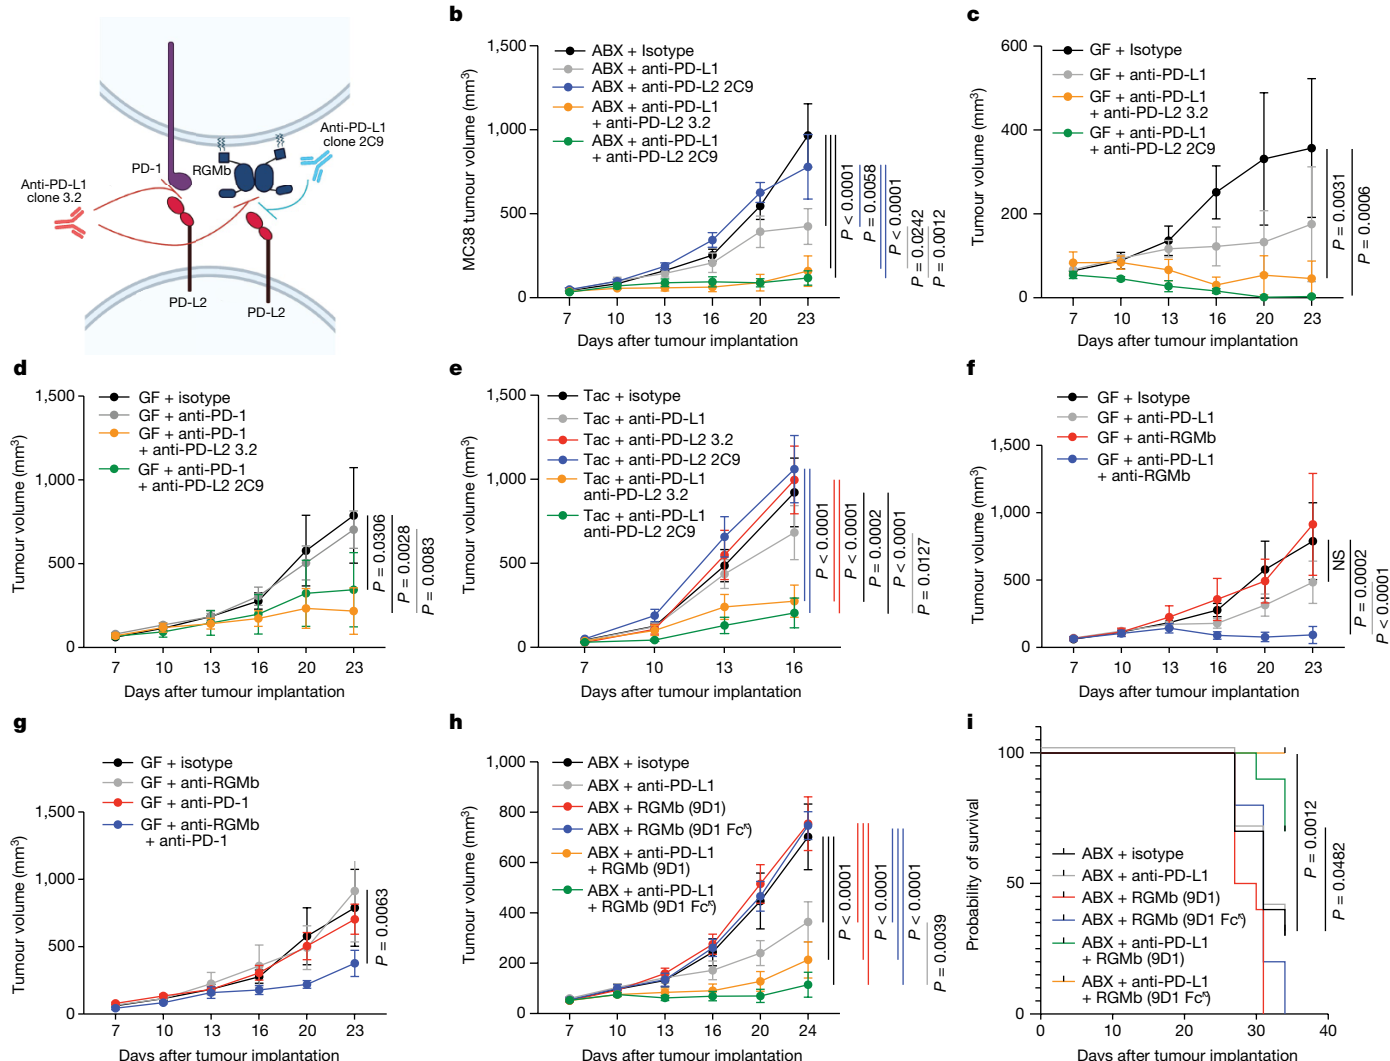 Anti-PD-L1
clone 3.2
PD-1
RGMb
Anti-PD-L1
clone 2C9
PD-L2
PD-L2
b
MC38 tumour volume (mm³)
1,500
1,000
500
0
ABX + Isotype
ABX + anti-PD-L1
ABX + anti-PD-L2 2C9
ABX + anti-PD-L1
+ anti-PD-L2 3.2
ABX + anti-PD-L1
+ anti-PD-L2 2C9
P < 0.0001
P = 0.0058
P < 0.0001
P = 0.0242
P = 0.0012
7 10 13 16 20 23
Days after tumour implantation
c
Tumour volume (mm³)
600
400
200
0
GF + Isotype
GF + anti-PD-L1
GF + anti-PD-L1
+ anti-PD-L2 3.2
GF + anti-PD-L1
+ anti-PD-L2 2C9
P = 0.0031
P = 0.0006
7 10 13 16 20 23
Days after tumour implantation
d
Tumour volume (mm³)
1,500
1,000
500
0
GF + isotype
GF + anti-PD-1
GF + anti-PD-1
+ anti-PD-L2 3.2
GF + anti-PD-1
+ anti-PD-L2 2C9
P = 0.0306
P = 0.0028
P = 0.0083
7 10 13 16 20 23
Days after tumour implantation
e
Tumour volume (mm³)
1,500
1,000
500
0
Tac + isotype
Tac + anti-PD-L1
Tac + anti-PD-L2 3.2
Tac + anti-PD-L2 2C9
Tac + anti-PD-L1
anti-PD-L2 3.2
Tac + anti-PD-L1
anti-PD-L2 2C9
P < 0.0001
P < 0.0001
P = 0.0002
P < 0.0001
P = 0.0127
7 10 13 16
Days after tumour implantation
f
Tumour volume (mm³)
1,500
1,000
500
0
GF + Isotype
GF + anti-PD-L1
GF + anti-RGMb
GF + anti-PD-L1
+ anti-RGMb
NS
P = 0.0002
P < 0.0001
7 10 13 16 20 23
Days after tumour implantation
g
Tumour volume (mm³)
1,500
1,000
500
0
GF + isotype
GF + anti-RGMb
GF + anti-PD-1
GF + anti-RGMb
+ anti-PD-1
P = 0.0063
7 10 13 16 20 23
Days after tumour implantation
h
Tumour volume (mm³)
1,000
800
600
400
200
0
ABX + isotype
ABX + anti-PD-L1
ABX + RGMb (9D1)
ABX + RGMb (9D1 Fcᴿ)
ABX + anti-PD-L1
+ RGMb (9D1)
ABX + anti-PD-L1
+ RGMb (9D1 Fcᴿ)
P < 0.0001
P < 0.0001
P < 0.0001
P = 0.0039
7 10 13 16 20 24
Days after tumour implantation
i
Probability of survival
100
50
0
ABX + isotype
ABX + anti-PD-L1
ABX + RGMb (9D1)
ABX + RGMb (9D1 Fcᴿ)
ABX + anti-PD-L1
+ RGMb (9D1)
ABX + anti-PD-L1
+ RGMb (9D1 Fcᴿ)
P = 0.0012
P = 0.0482
0 10 20 30 40
Days after tumour implantation